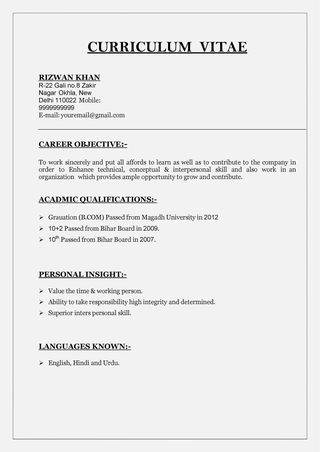 CURRICULUM VITAE
RIZWAN KHAN
R-22 Gali no.8 Zakir
Nagar Okhla, New
Delhi 110022 Mobile:
9999999999
E-mail: youremail@gmail.com
CAREER OBJECTIVE:-
To work sincerely and put all affords to learn as well as to contribute to the company in
order to Enhance technical, conceptual & interpersonal skill and also work in an
organization which provides ample opportunity to grow and contribute.
ACADMIC QUALIFICATIONS:-
➢ Grauation (B.COM) Passed from Magadh University in 2012
➢ 10+2 Passed from Bihar Board in 2009.
➢ 10th Passed from Bihar Board in 2007.
PERSONAL INSIGHT:-
➢ Value the time & working person.
➢ Ability to take responsibility high integrity and determined.
➢ Superior inters personal skill.
LANGUAGES KNOWN:-
➢ English, Hindi and Urdu.